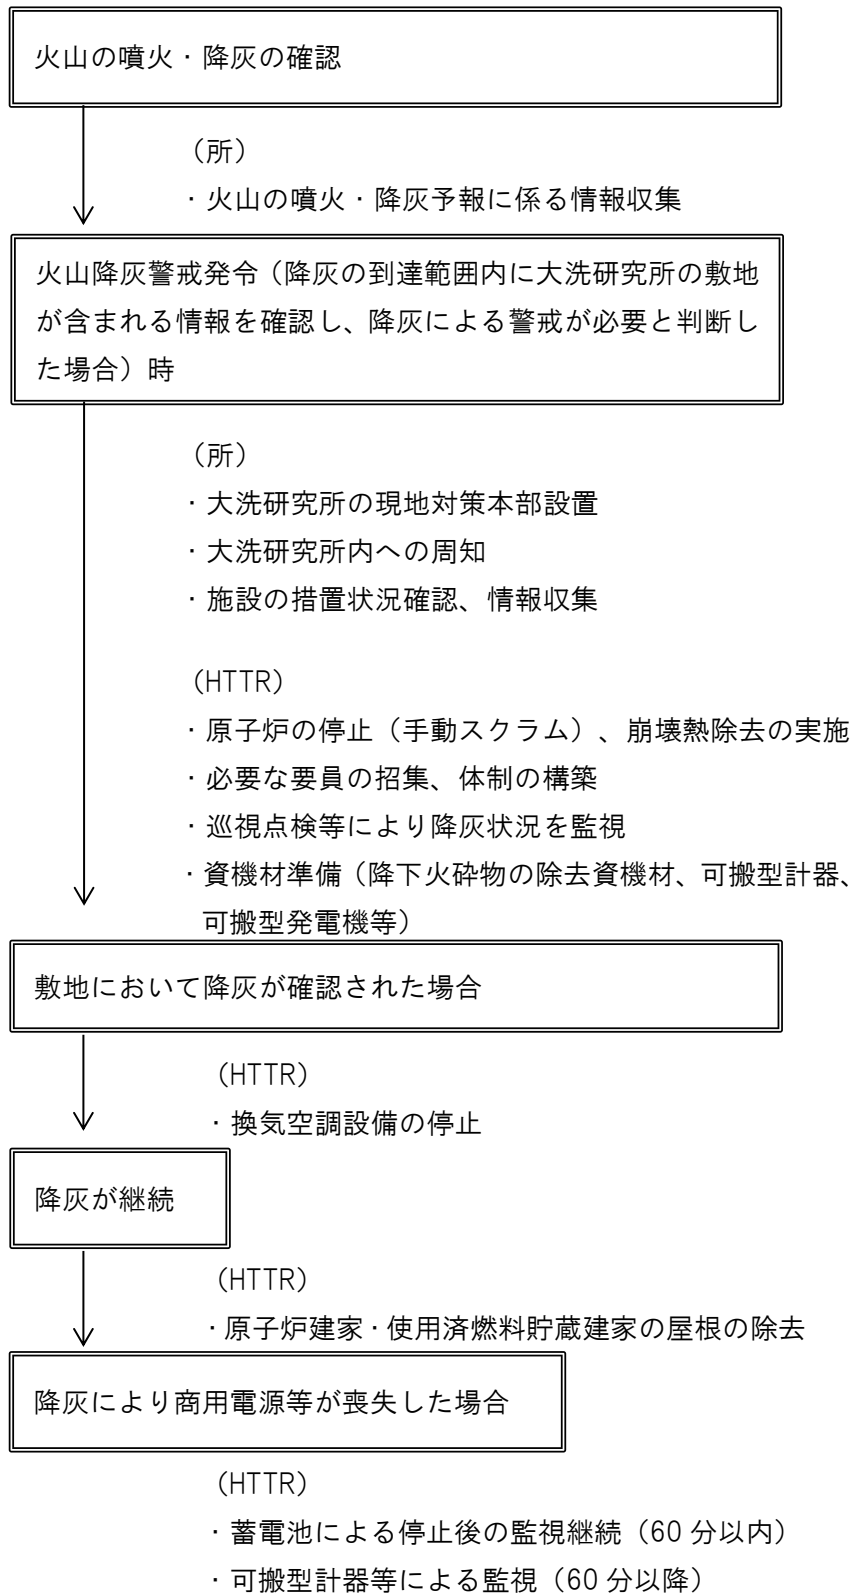 火山の噴火・降灰の確認
（所）
・火山の噴火・降灰予報に係る情報収集
火山降灰警戒発令（降灰の到達範囲内に大洗研究所の敷地
が含まれる情報を確認し、降灰による警戒が必要と判断し
た場合）時
（所）
・大洗研究所の現地対策本部設置
・大洗研究所内への周知
・施設の措置状況確認、情報収集
（HTTR）
・原子炉の停止（手動スクラム）、崩壊熱除去の実施
・必要な要員の招集、体制の構築
・巡視点検等により降灰状況を監視
・資機材準備（降下火砕物の除去資機材、可搬型計器、
可搬型発電機等）
敷地において降灰が確認された場合
（HTTR）
・換気空調設備の停止
降灰が継続
（HTTR）
・原子炉建家・使用済燃料貯蔵建家の屋根の除去
降灰により商用電源等が喪失した場合
（HTTR）
・蓄電池による停止後の監視継続（60 分以内）
・可搬型計器等による監視（60 分以降）